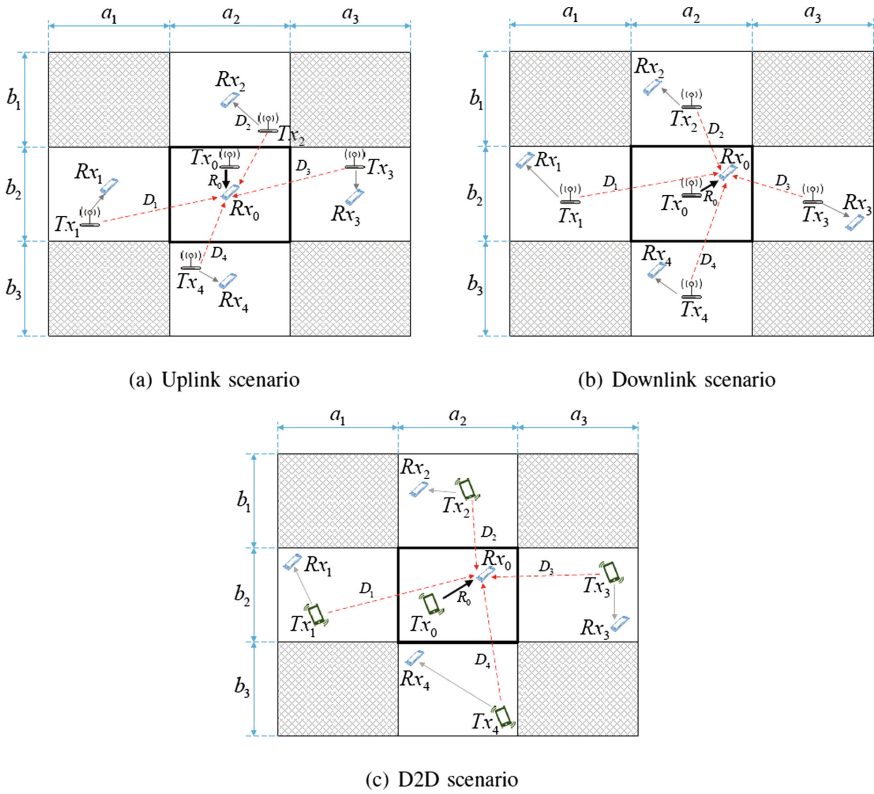 a₁ a₂ a₃
b₁
b₂
b₃
Rx₂
D₂
Tx₂
Tx₀
R₀
Rx₀
D₃
Tx₃
Rx₃
Rx₁
D₁
Tx₁
D₄
Tx₄
Rx₄
(a) Uplink scenario
a₁ a₂ a₃
b₁
b₂
b₃
Rx₂
Tx₂
D₂
Rx₁
D₁
Tx₁
Rx₀
Tx₀
R₀
D₃
Tx₃
Rx₃
Rx₄
D₄
Tx₄
(b) Downlink scenario
a₁ a₂ a₃
b₁
b₂
b₃
Rx₂
Tx₂
D₂
Rx₁
D₁
Tx₁
Rx₀
R₀
Tx₀
D₃
Tx₃
Rx₃
Rx₄
D₄
Tx₄
(c) D2D scenario